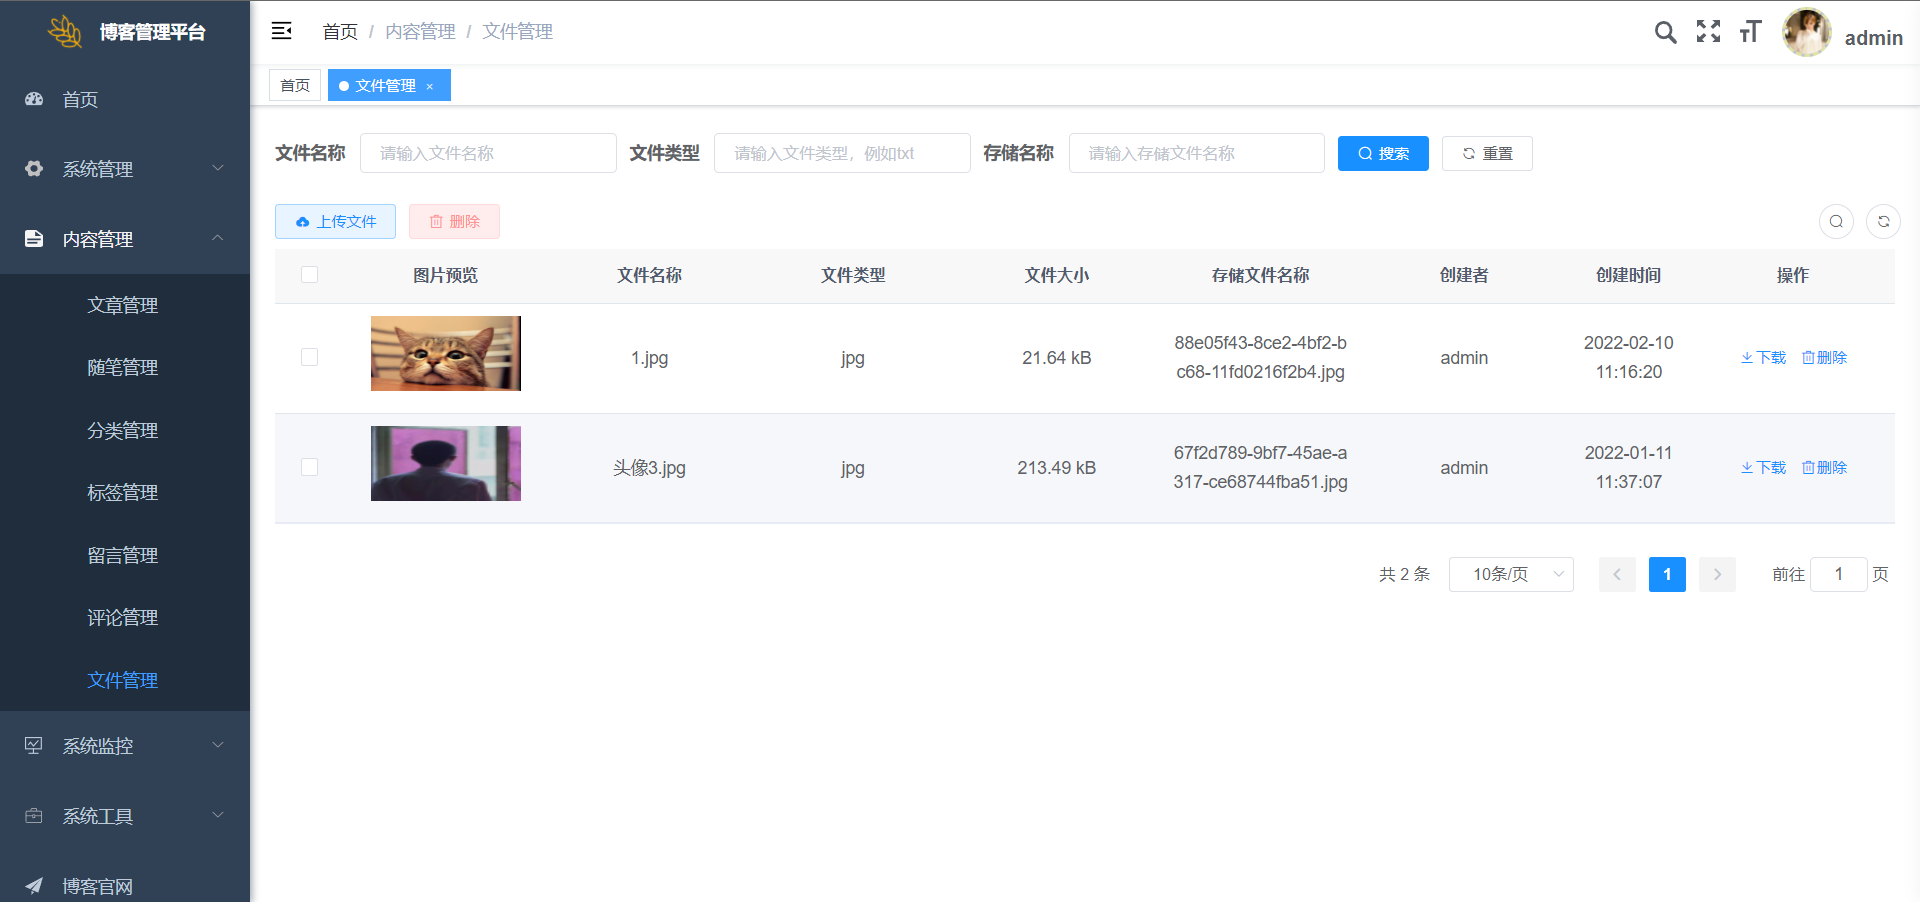 博客管理平台
首页
系统管理
内容管理
文章管理
随笔管理
分类管理
标签管理
留言管理
评论管理
文件管理
系统监控
系统工具
博客官网
首页 / 内容管理 / 文件管理
admin
首页
文件管理 ×
文件名称 请输入文件名称 文件类型 请输入文件类型，例如txt 存储名称 请输入存储文件名称 搜索 重置
上传文件 删除
图片预览 文件名称 文件类型 文件大小 存储文件名称 创建者 创建时间 操作
1.jpg jpg 21.64 kB 88e05f43-8ce2-4bf2-b
c68-11fd0216f2b4.jpg admin 2022-02-10
11:16:20 下载 删除
头像3.jpg jpg 213.49 kB 67f2d789-9bf7-45ae-a
317-ce68744fba51.jpg admin 2022-01-11
11:37:07 下载 删除
共 2 条 10条/页 1 前往 1 页